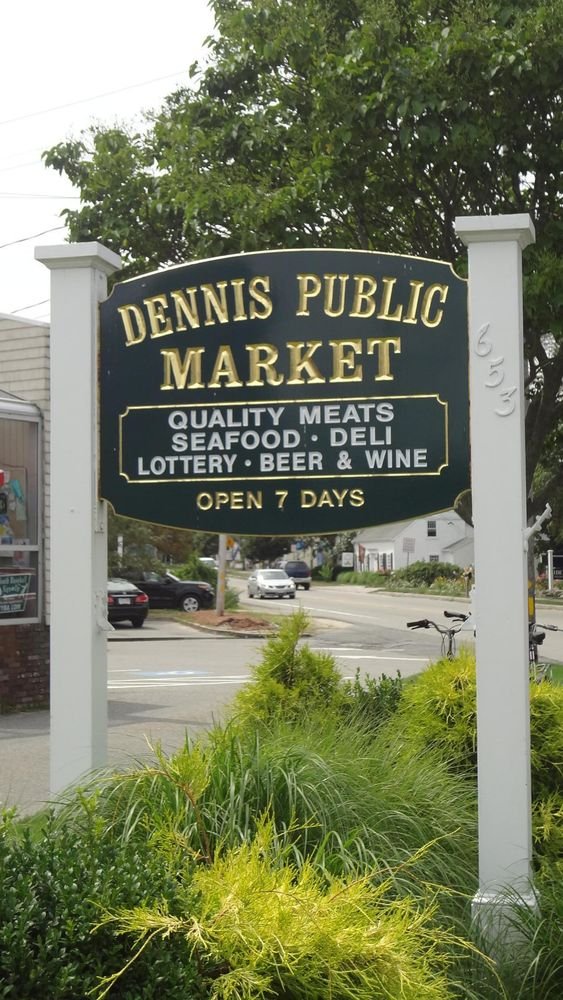 DENNIS PUBLIC
MARKET
QUALITY MEATS
SEAFOOD · DELI
LOTTERY · BEER & WINE
OPEN 7 DAYS
653